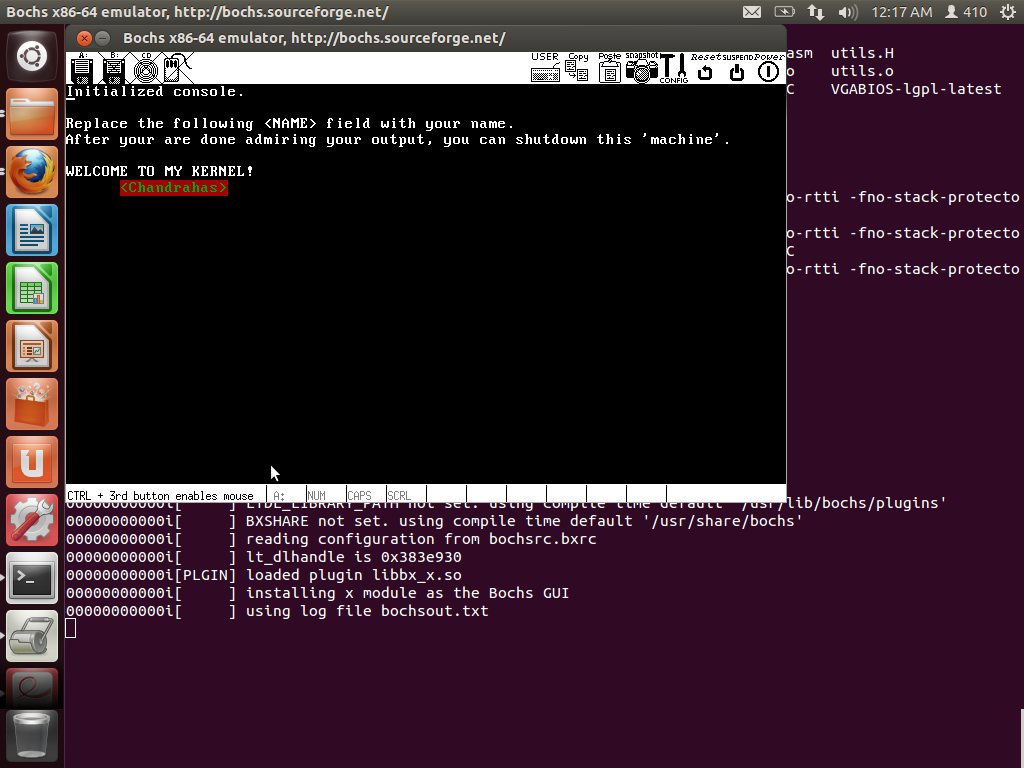 Bochs x86-64 emulator, http://bochs.sourceforge.net/
12:17 AM 410
Bochs x86-64 emulator, http://bochs.sourceforge.net/
A: B: CD
USER Copy Paste snapshot Reset SUSPEND Power
CONFIG
asm utils.H
o utils.o
C VGABIOS-lgpl-latest
Initialized console.
Replace the following <NAME> field with your name.
After your are done admiring your output, you can shutdown this 'machine'.
WELCOME TO MY KERNEL!
<Chandrahas>
o-rtti -fno-stack-protecto
o-rtti -fno-stack-protecto
C
o-rtti -fno-stack-protecto
CTRL + 3rd button enables mouse A: NUM CAPS SCRL
00000000000i[ ] LTDL_LIBRARY_PATH not set. using compile time default '/usr/lib/bochs/plugins'
00000000000i[ ] BXSHARE not set. using compile time default '/usr/share/bochs'
00000000000i[ ] reading configuration from bochsrc.bxrc
00000000000i[ ] lt_dlhandle is 0x383e930
00000000000i[PLGIN] loaded plugin libbx_x.so
00000000000i[ ] installing x module as the Bochs GUI
00000000000i[ ] using log file bochsout.txt